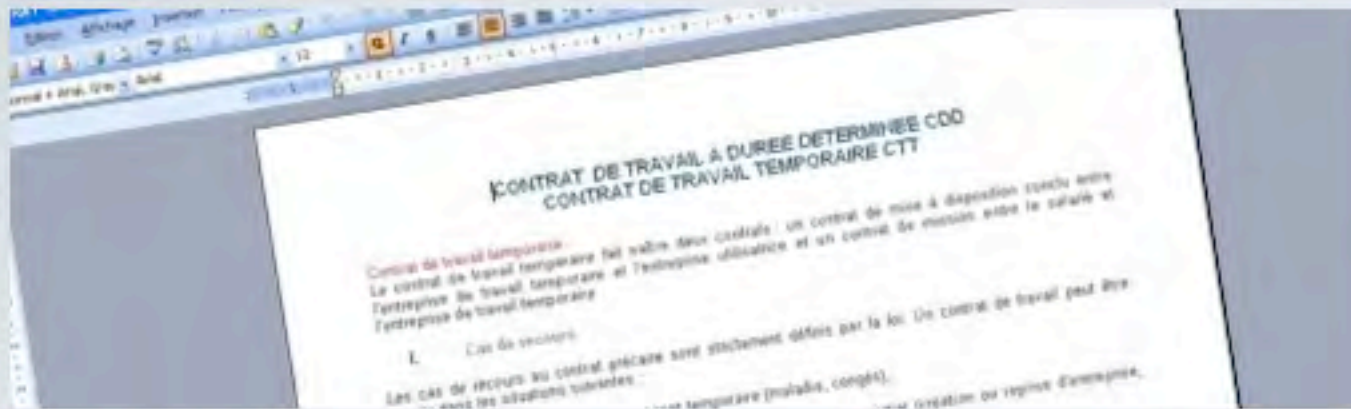 Affichage
12
G I S
Arial
CONTRAT DE TRAVAIL A DUREE DETERMINEE CDD
CONTRAT DE TRAVAIL TEMPORAIRE CTT
Contrat de travail temporaire :
Le contrat de travail temporaire fait naître deux contrats : un contrat de mise à disposition conclu entre
l'entreprise de travail temporaire et l'entreprise utilisatrice et un contrat de mission entre le salarié et
l'entreprise de travail temporaire
I. Cas de recours
Les cas de recours au contrat précaire sont strictement définis par la loi. Un contrat de travail peut être
dans les situations suivantes :
temporaire (maladie, congés),
(création ou reprise d'entreprise,